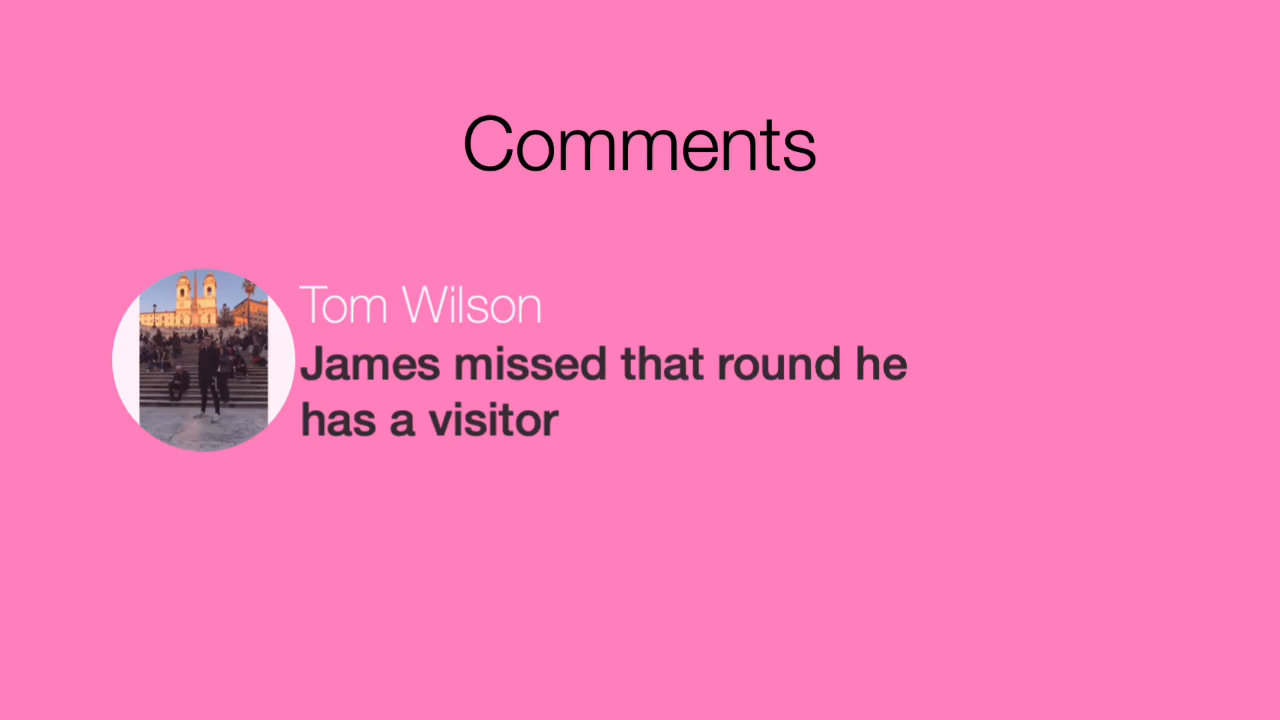 Comments
Tom Wilson
James missed that round he
has a visitor